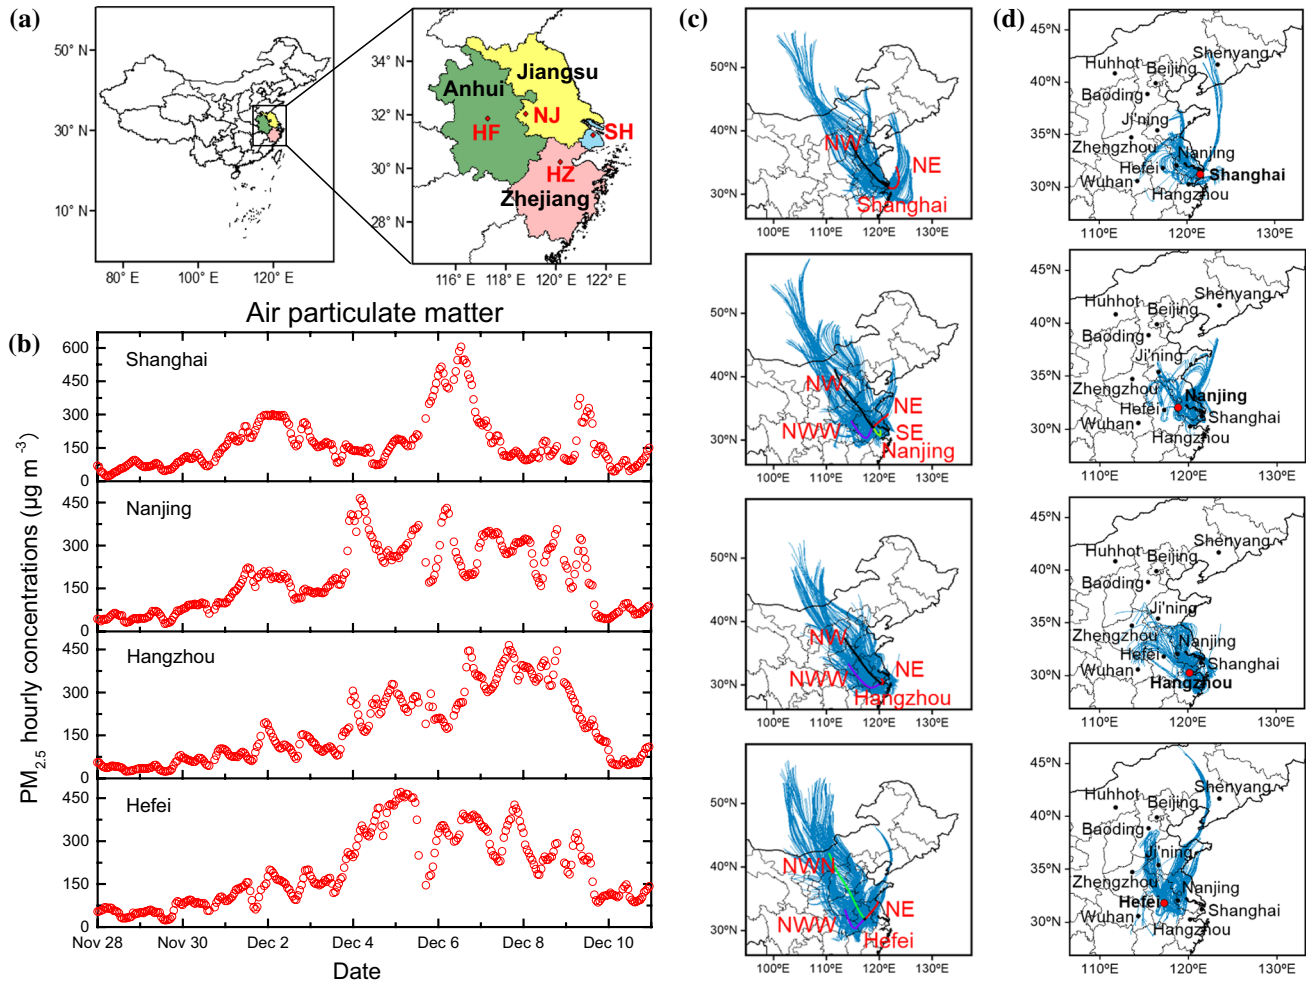 (a)
50° N
30° N
10° N
80° E
100° E
120° E
34° N
32° N
30° N
28° N
116° E
118° E
120° E
122° E
Jiangsu
Anhui
NJ
HF
SH
HZ
Zhejiang
Air particulate matter
(b)
PM2.5 hourly concentrations (µg m-3)
Shanghai
600
450
300
150
0
Nanjing
450
300
150
0
Hangzhou
450
300
150
0
Hefei
450
300
150
0
Nov 28
Nov 30
Dec 2
Dec 4
Dec 6
Dec 8
Dec 10
Date
(c)
50°N
40°N
30°N
NW
NE
Shanghai
100°E
110°E
120°E
130°E
50°N
40°N
30°N
NW
NE
NWW
SE
Nanjing
100°E
110°E
120°E
130°E
50°N
40°N
30°N
NW
NE
NWW
Hangzhou
100°E
110°E
120°E
130°E
50°N
40°N
30°N
NWN
NE
NWW
Hefei
100°E
110°E
120°E
130°E
(d)
45°N
40°N
35°N
30°N
Shenyang
Huhhot
Beijing
Baoding
Ji'ning
Zhengzhou
Nanjing
Hefei
Shanghai
Wuhan
Hangzhou
110°E
120°E
130°E
45°N
40°N
35°N
30°N
Shenyang
Huhhot
Beijing
Baoding
Ji'ning
Zhengzhou
Nanjing
Hefei
Shanghai
Wuhan
Hangzhou
110°E
120°E
130°E
45°N
40°N
35°N
30°N
Shenyang
Huhhot
Beijing
Baoding
Ji'ning
Zhengzhou
Nanjing
Hefei
Shanghai
Wuhan
Hangzhou
110°E
120°E
130°E
45°N
40°N
35°N
30°N
Shenyang
Huhhot
Beijing
Baoding
Ji'ning
Zhengzhou
Nanjing
Hefei
Shanghai
Wuhan
Hangzhou
110°E
120°E
130°E